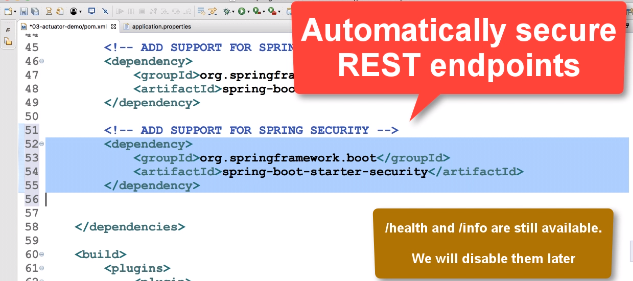 *03-actuator-demo/pom.xml
application.properties
Automatically secure
REST endpoints
45 <!-- ADD SUPPORT FOR SPRING
46 <dependency>
47 <groupId>org.springfra
48 <artifactId>spring-boo
49 </dependency>
50
51 <!-- ADD SUPPORT FOR SPRING SECURITY -->
52 <dependency>
53 <groupId>org.springframework.boot</groupId>
54 <artifactId>spring-boot-starter-security</artifactId>
55 </dependency>
56
57
58 </dependencies>
59
60 <build>
61 <plugins>
/health and /info are still available.
We will disable them later